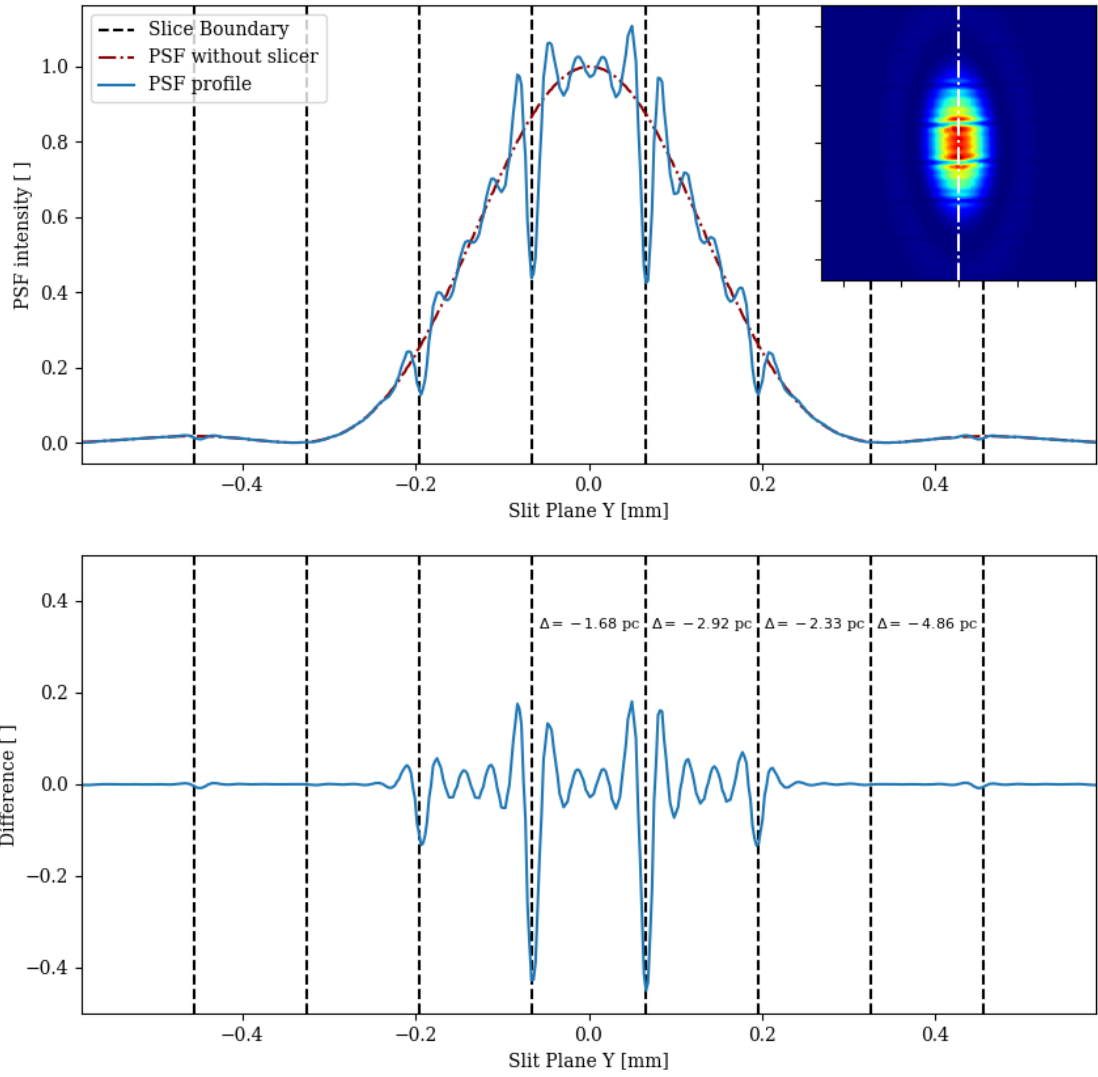 Slice Boundary
PSF without slicer
PSF profile
PSF intensity [ ]
1.0
0.8
0.6
0.4
0.2
0.0
−0.4
−0.2
0.0
0.2
0.4
Slit Plane Y [mm]
Difference [ ]
0.4
0.2
0.0
−0.2
−0.4
Δ = −1.68 pc
Δ = −2.92 pc
Δ = −2.33 pc
Δ = −4.86 pc
−0.4
−0.2
0.0
0.2
0.4
Slit Plane Y [mm]